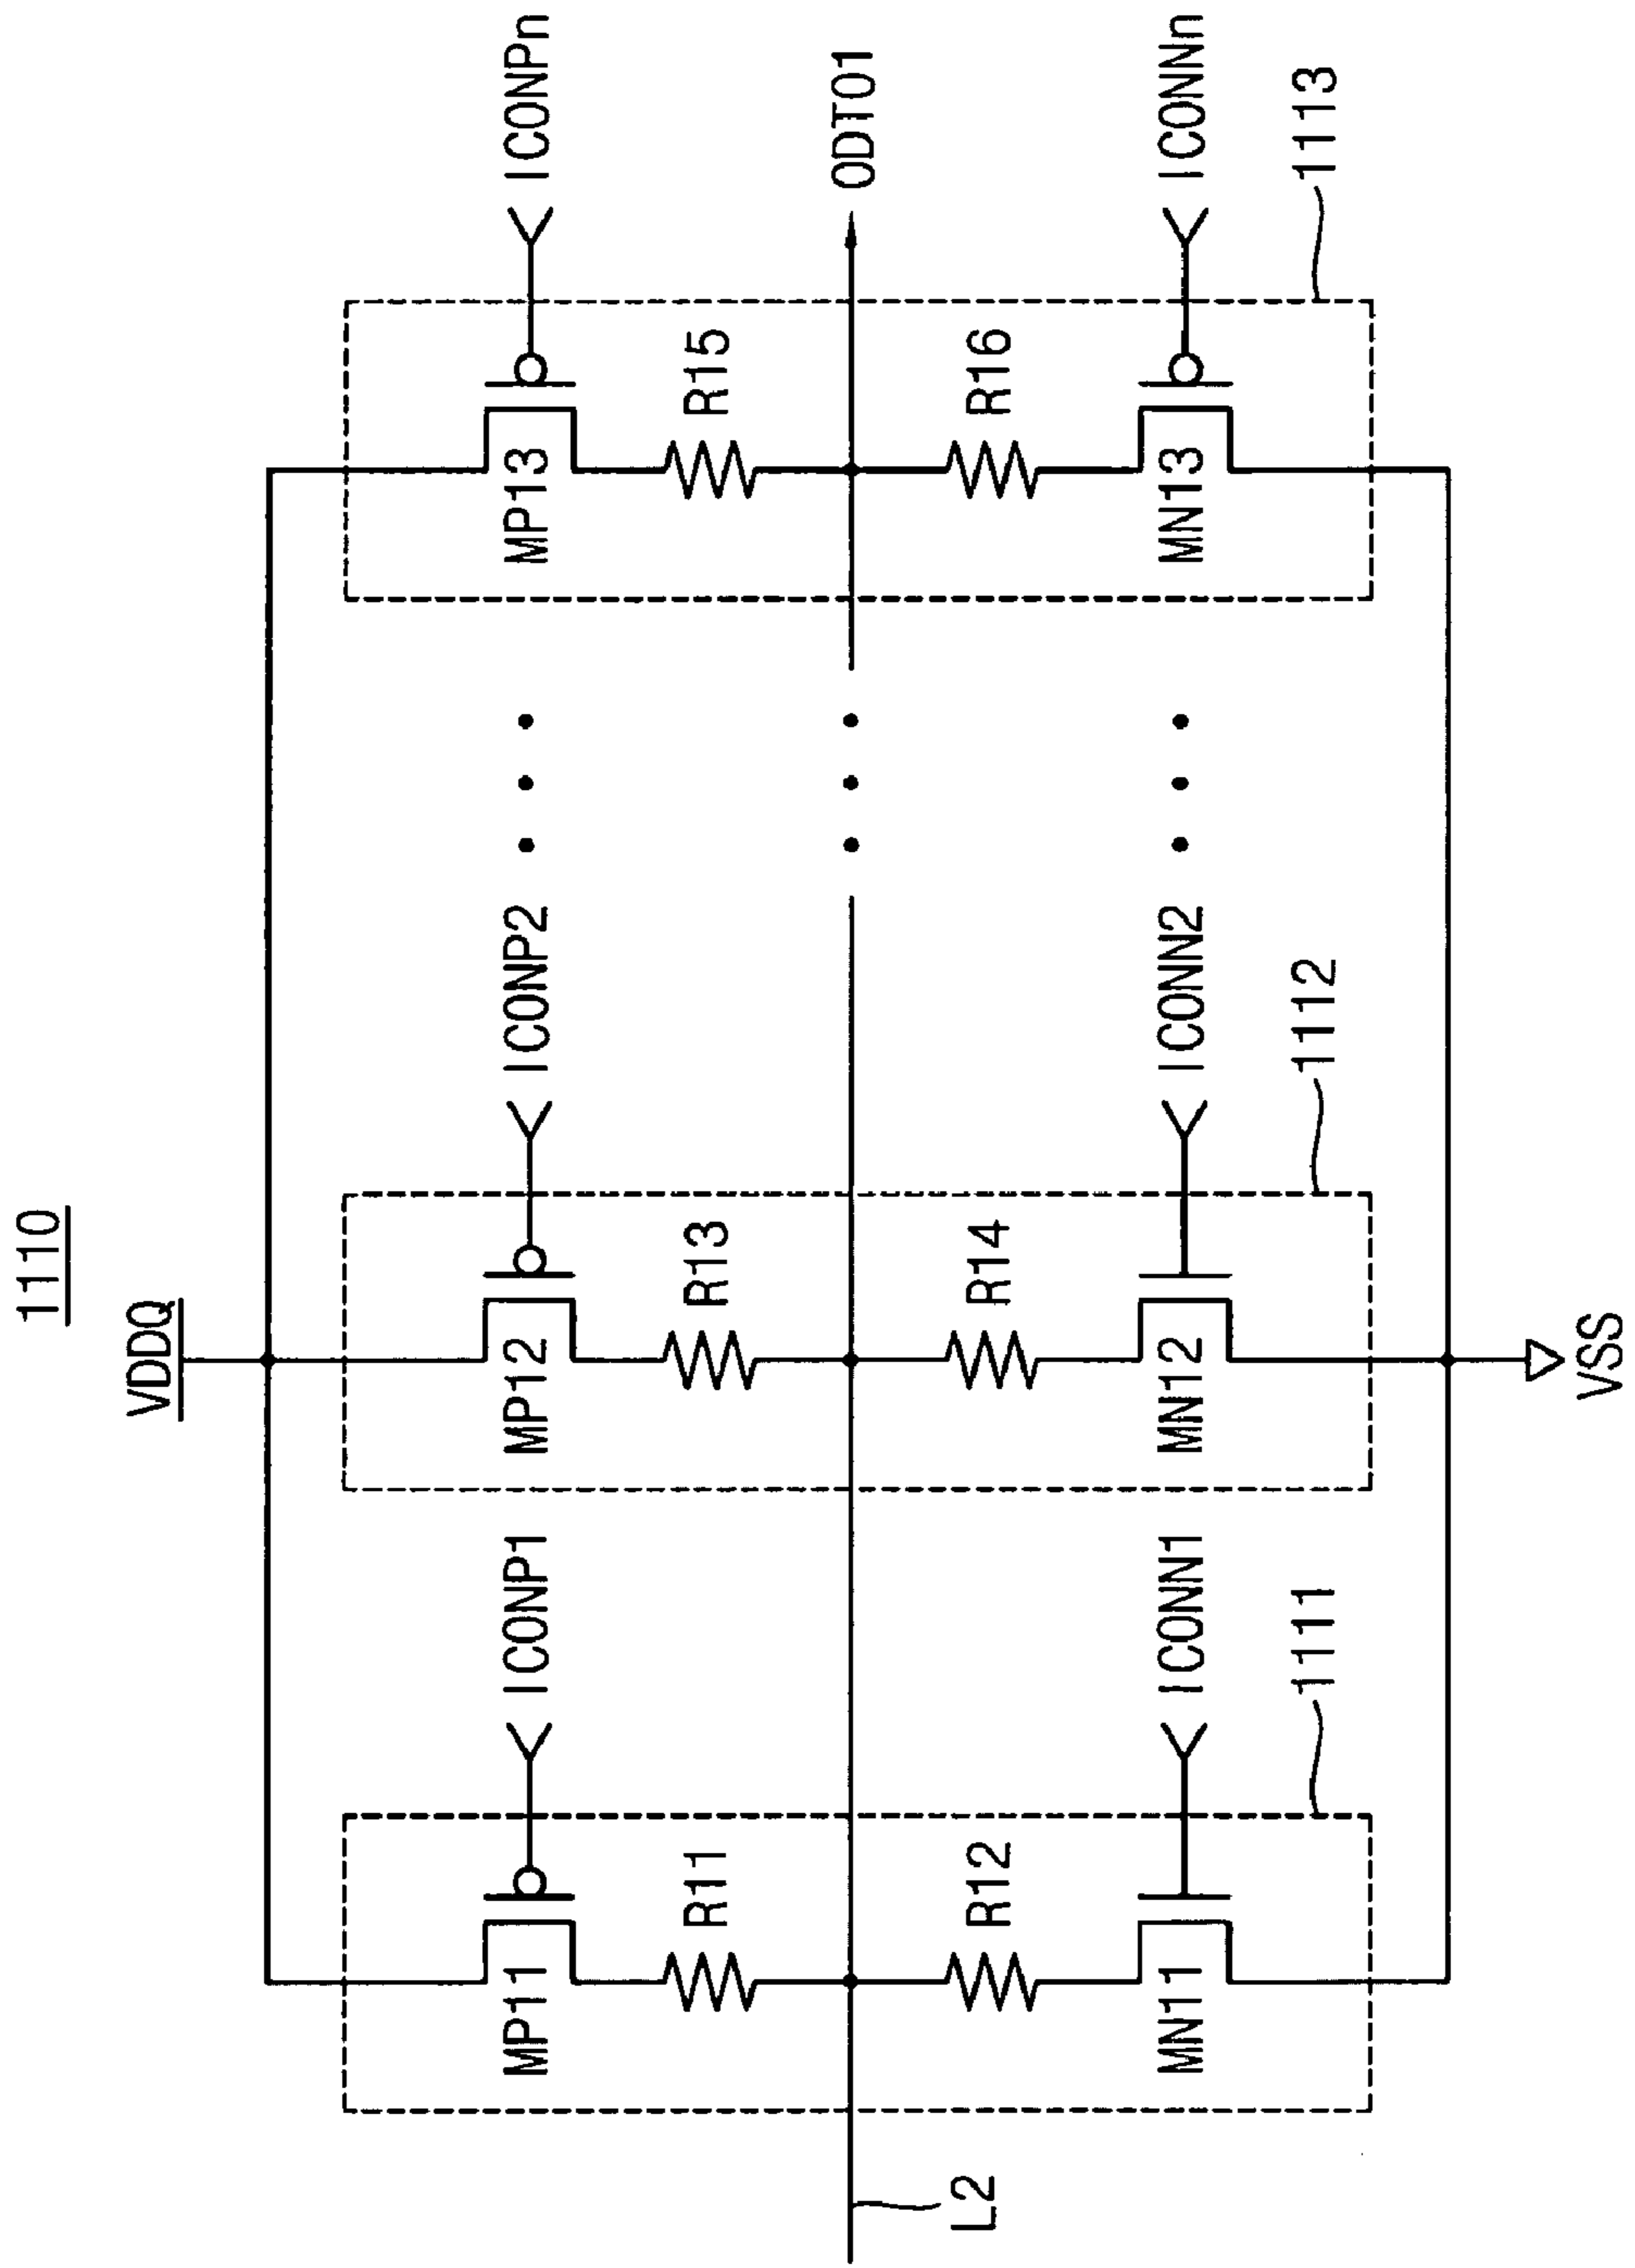 1110
VDDQ
ICONP1
ICONP2
ICONPn
MP11
MP12
MP13
R11
R13
R15
L2
ODTO1
R12
R14
R16
MN11
MN12
MN13
ICONN1
ICONN2
ICONNn
1111
1112
1113
VSS